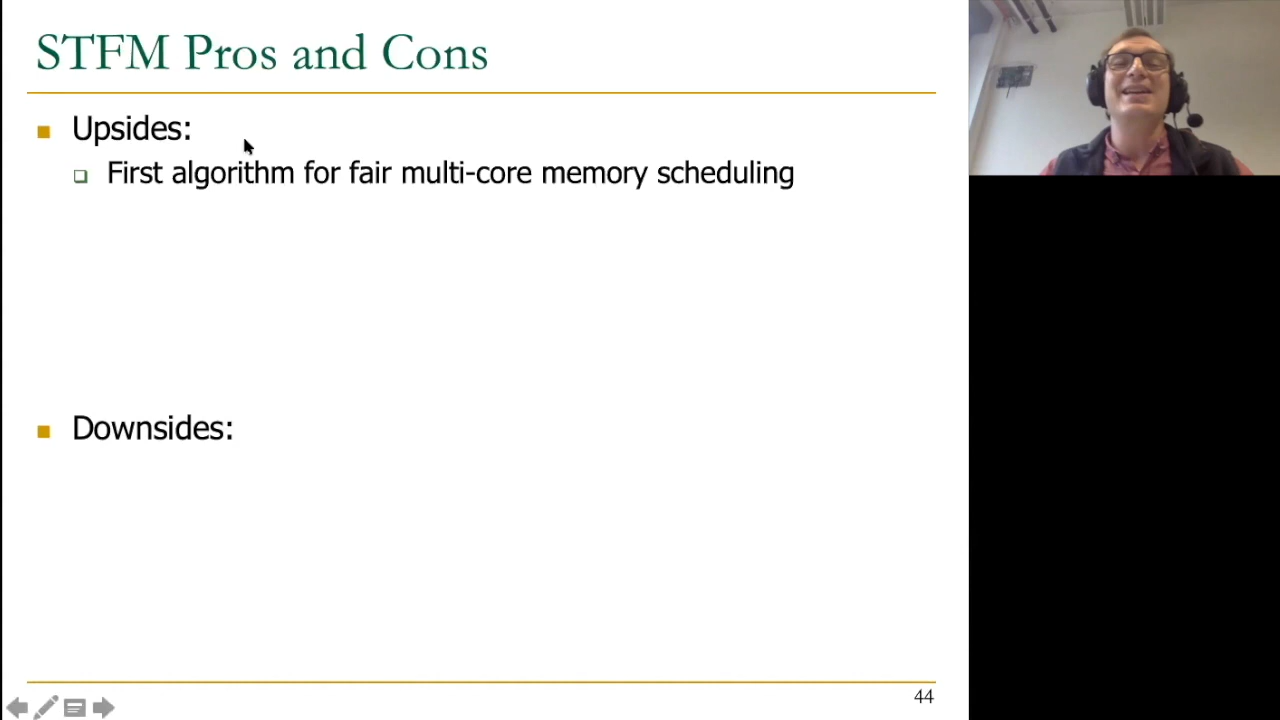 STFM Pros and Cons
Upsides:
First algorithm for fair multi-core memory scheduling
Downsides:
44